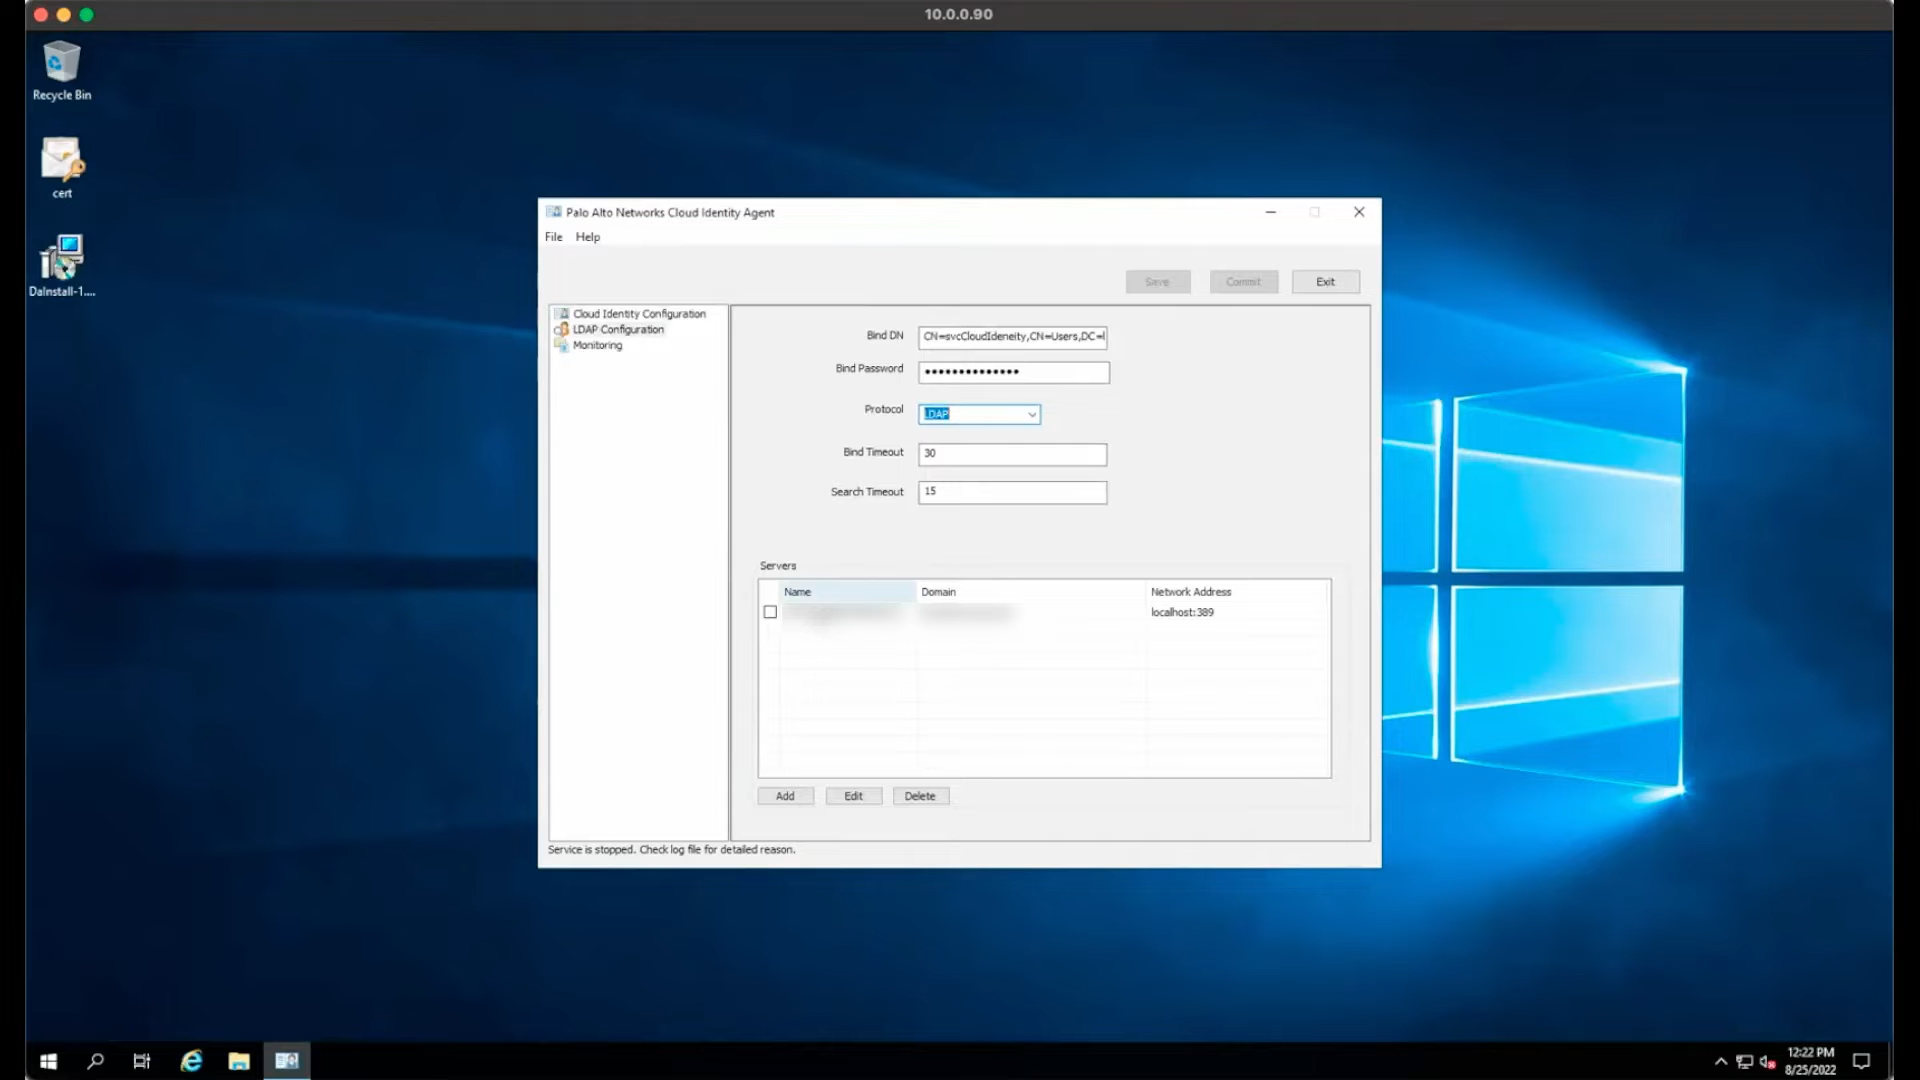 10.0.0.90
Recycle Bin
cert
DaInstall-1....
Palo Alto Networks Cloud Identity Agent
File Help
Save Commit Exit
Cloud Identity Configuration
LDAP Configuration
Monitoring
Bind DN CN=svcCloudIdeneity,CN=Users,DC=l
Bind Password ••••••••••••••
Protocol LDAP
Bind Timeout 30
Search Timeout 15
Servers
Name Domain Network Address
localhost:389
Add Edit Delete
Service is stopped. Check log file for detailed reason.
12:22 PM
8/25/2022